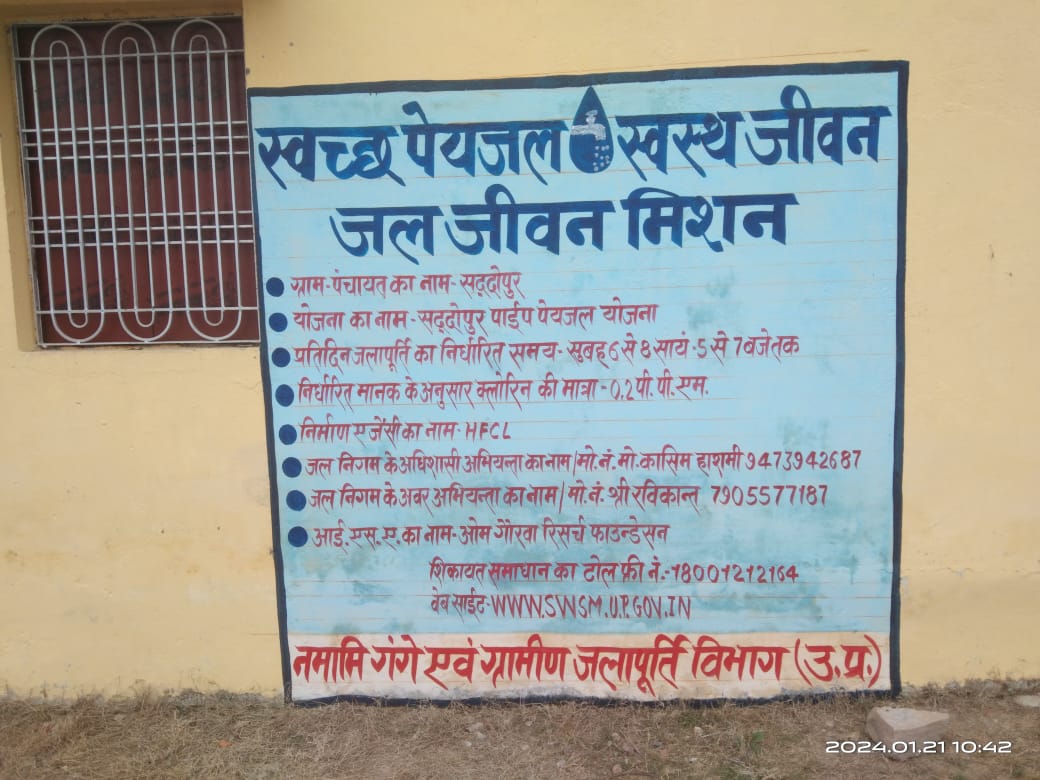 स्वच्छ पेयजल स्वस्थ जीवन
जल जीवन मिशन
ग्राम-पंचायत का नाम- सद्दोपुर
योजना का नाम- सद्दोपुर पाईप पेयजल योजना
प्रतिदिन जलापूर्ति का निर्धारित समय- सुबह 6 से 8 सायं-5 से 7 बजे तक
निर्धारित मानक के अनुसार क्लोरिन की मात्रा-0.2 पी. पी. एम.
निर्माण एजेंसी का नाम- HFCL
जल निगम के अधिशासी अभियन्ता का नाम/मो.नं. मो.कासिम हाशमी 9473942687
जल निगम के अवर अभियन्ता का नाम/मो.नं. श्री रविकान्त 7905577187
आई.एस.ए. का नाम- ओम गौरवा रिसर्च फाउन्डेसन
शिकायत समाधान का टोल फ्री नं.-18001212164
वेब साईट-WWW.SWSM.U.P.GOV.IN
नमामि गंगे एवं ग्रामीण जलापूर्ति विभाग (उ.प्र.)
2024.01.21 10:42